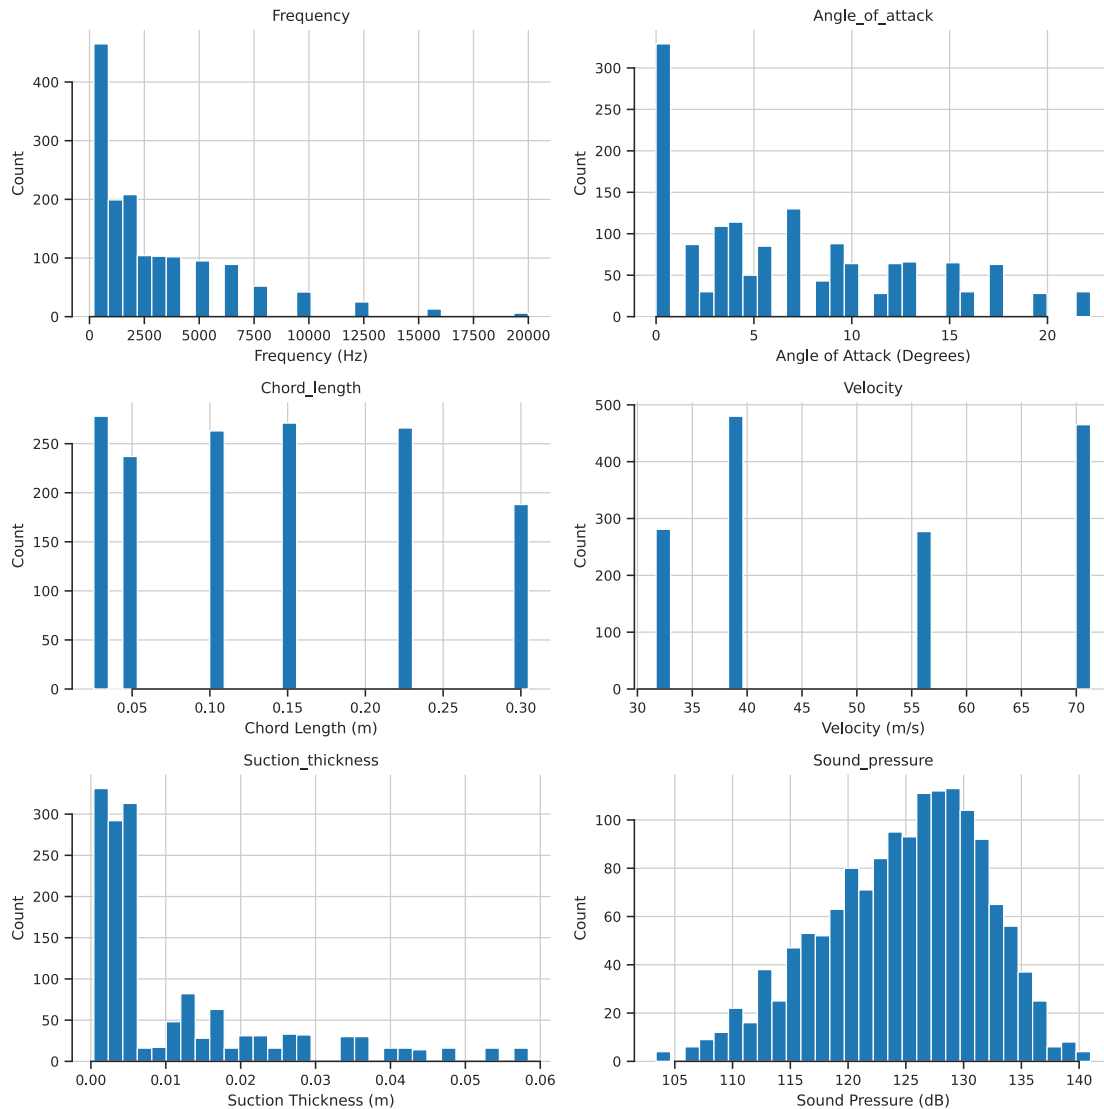 Frequency
Count
400
300
200
100
0
0 2500 5000 7500 10000 12500 15000 17500 20000
Frequency (Hz)
Angle_of_attack
Count
300
250
200
150
100
50
0
0 5 10 15 20
Angle of Attack (Degrees)
Chord_length
Count
250
200
150
100
50
0
0.05 0.10 0.15 0.20 0.25 0.30
Chord Length (m)
Velocity
Count
500
400
300
200
100
0
30 35 40 45 50 55 60 65 70
Velocity (m/s)
Suction_thickness
Count
300
250
200
150
100
50
0
0.00 0.01 0.02 0.03 0.04 0.05 0.06
Suction Thickness (m)
Sound_pressure
Count
100
80
60
40
20
0
105 110 115 120 125 130 135 140
Sound Pressure (dB)